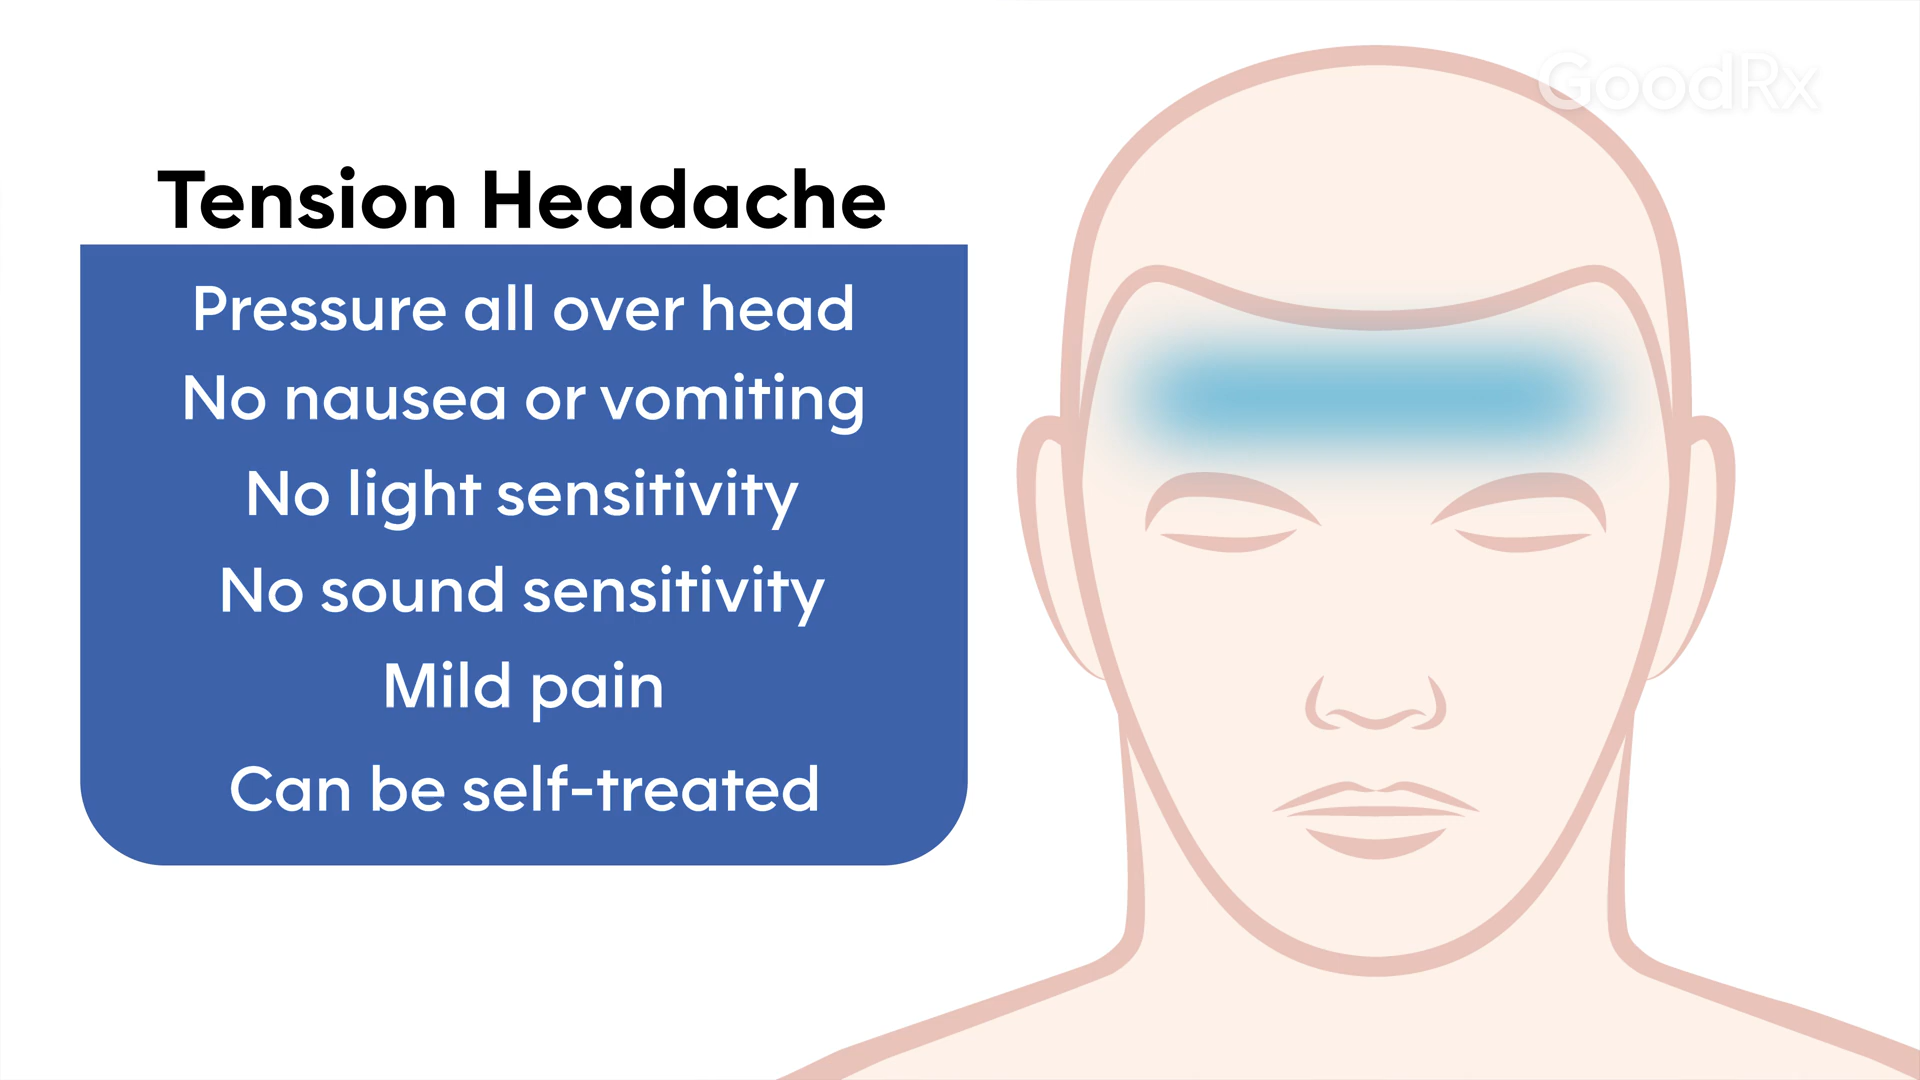 GoodRx
Tension Headache
Pressure all over head
No nausea or vomiting
No light sensitivity
No sound sensitivity
Mild pain
Can be self-treated